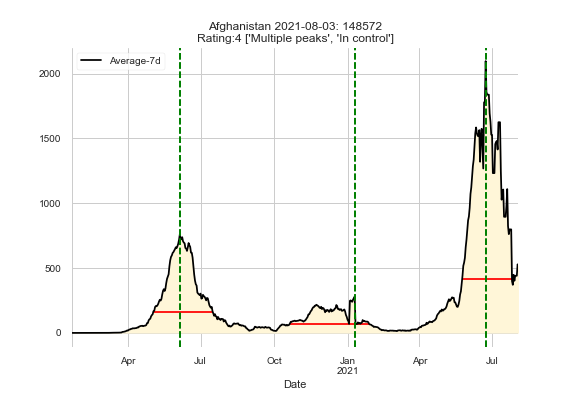 Afghanistan 2021-08-03: 148572
Rating:4 ['Multiple peaks', 'In control']
Average-7d
2000
1500
1000
500
0
Apr Jul Oct Jan Apr Jul
2021
Date